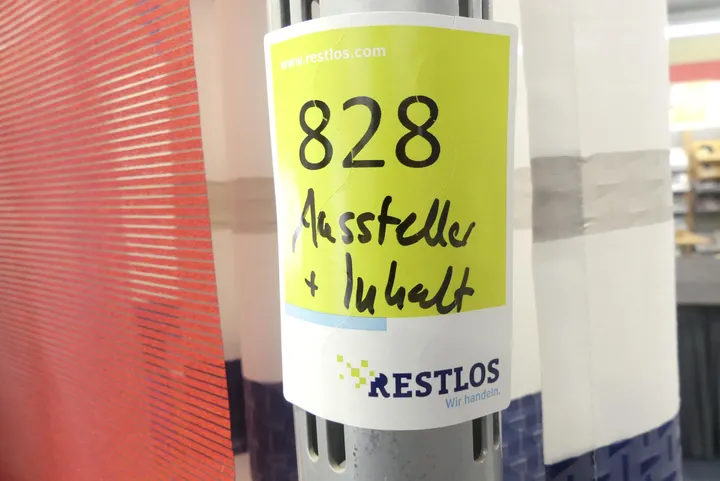 www.restlos.com
828
Aussteller
+ Inhalt
RESTLOS
Wir handeln.